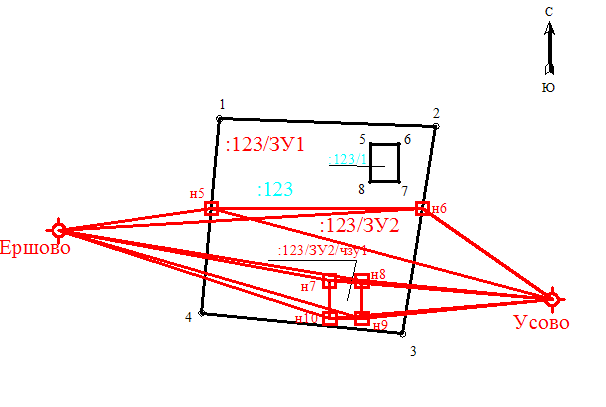 С
Ю
1
2
:123/ЗУ1
5
6
:123/1
8
7
:123
н5
н6
:123/ЗУ2
Ершово
:123/ЗУ2/чзу1
н7
н8
Усово
4
н10
н9
3